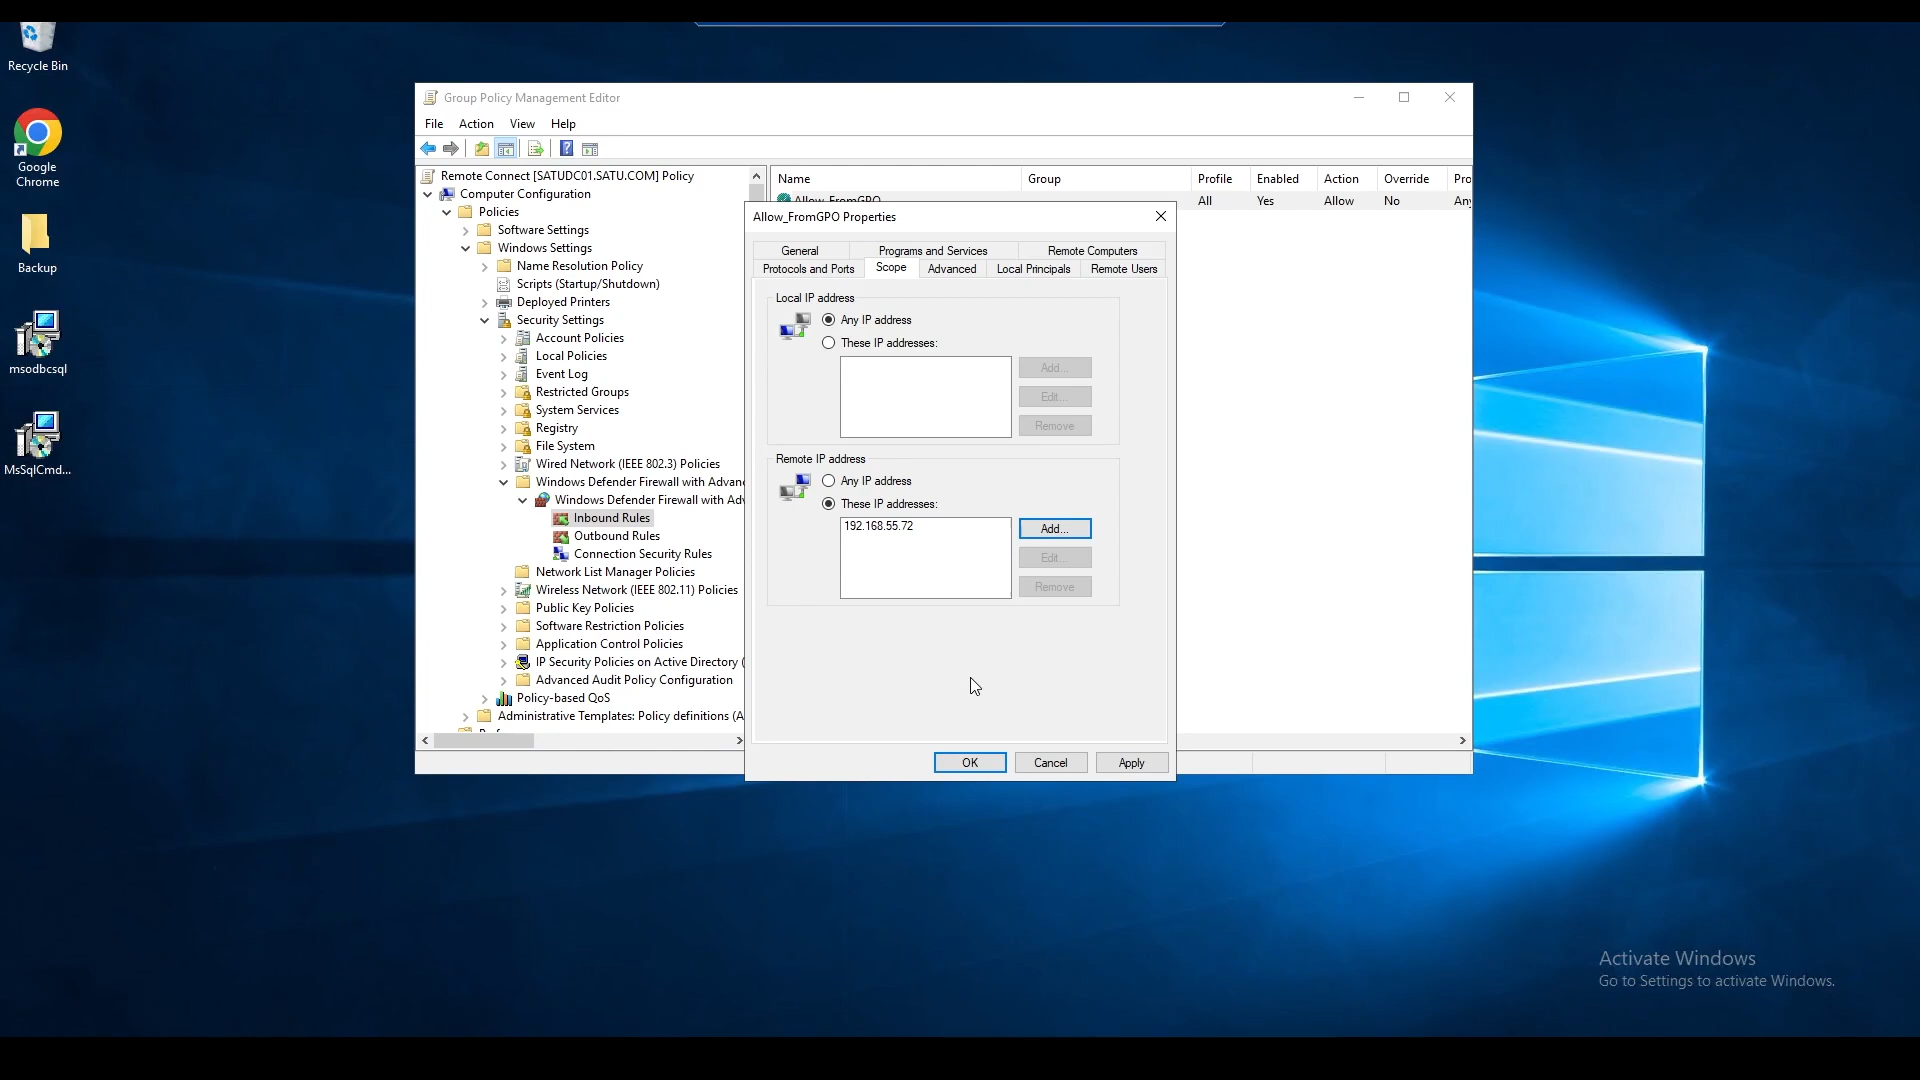 Recycle Bin
Google
Chrome
Backup
msodbcsql
MsSqlCmd...
Group Policy Management Editor
File Action View Help
Remote Connect [SATUDC01.SATU.COM] Policy
Computer Configuration
Policies
Software Settings
Windows Settings
Name Resolution Policy
Scripts (Startup/Shutdown)
Deployed Printers
Security Settings
Account Policies
Local Policies
Event Log
Restricted Groups
System Services
Registry
File System
Wired Network (IEEE 802.3) Policies
Windows Defender Firewall with Advan
Windows Defender Firewall with Adv
Inbound Rules
Outbound Rules
Connection Security Rules
Network List Manager Policies
Wireless Network (IEEE 802.11) Policies
Public Key Policies
Software Restriction Policies
Application Control Policies
IP Security Policies on Active Directory (
Advanced Audit Policy Configuration
Policy-based QoS
Administrative Templates: Policy definitions (A
Name Group Profile Enabled Action Override Pro
Allow_FromGPO All Yes Allow No Any
Allow_FromGPO Properties
General Programs and Services Remote Computers
Protocols and Ports Scope Advanced Local Principals Remote Users
Local IP address
Any IP address
These IP addresses:
Add...
Edit...
Remove
Remote IP address
Any IP address
These IP addresses:
192.168.55.72
Add...
Edit...
Remove
OK Cancel Apply
Activate Windows
Go to Settings to activate Windows.